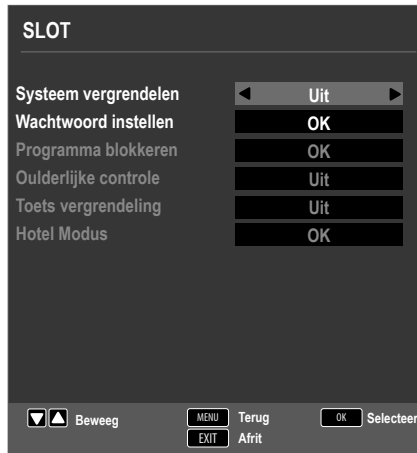 SLOT
Systeem vergrendelen Uit
Wachtwoord instellen OK
Programma blokkeren OK
Oulderlijke controle Uit
Toets vergrendeling Uit
Hotel Modus OK
Beweeg MENU Terug OK Selecteer
EXIT Afrit